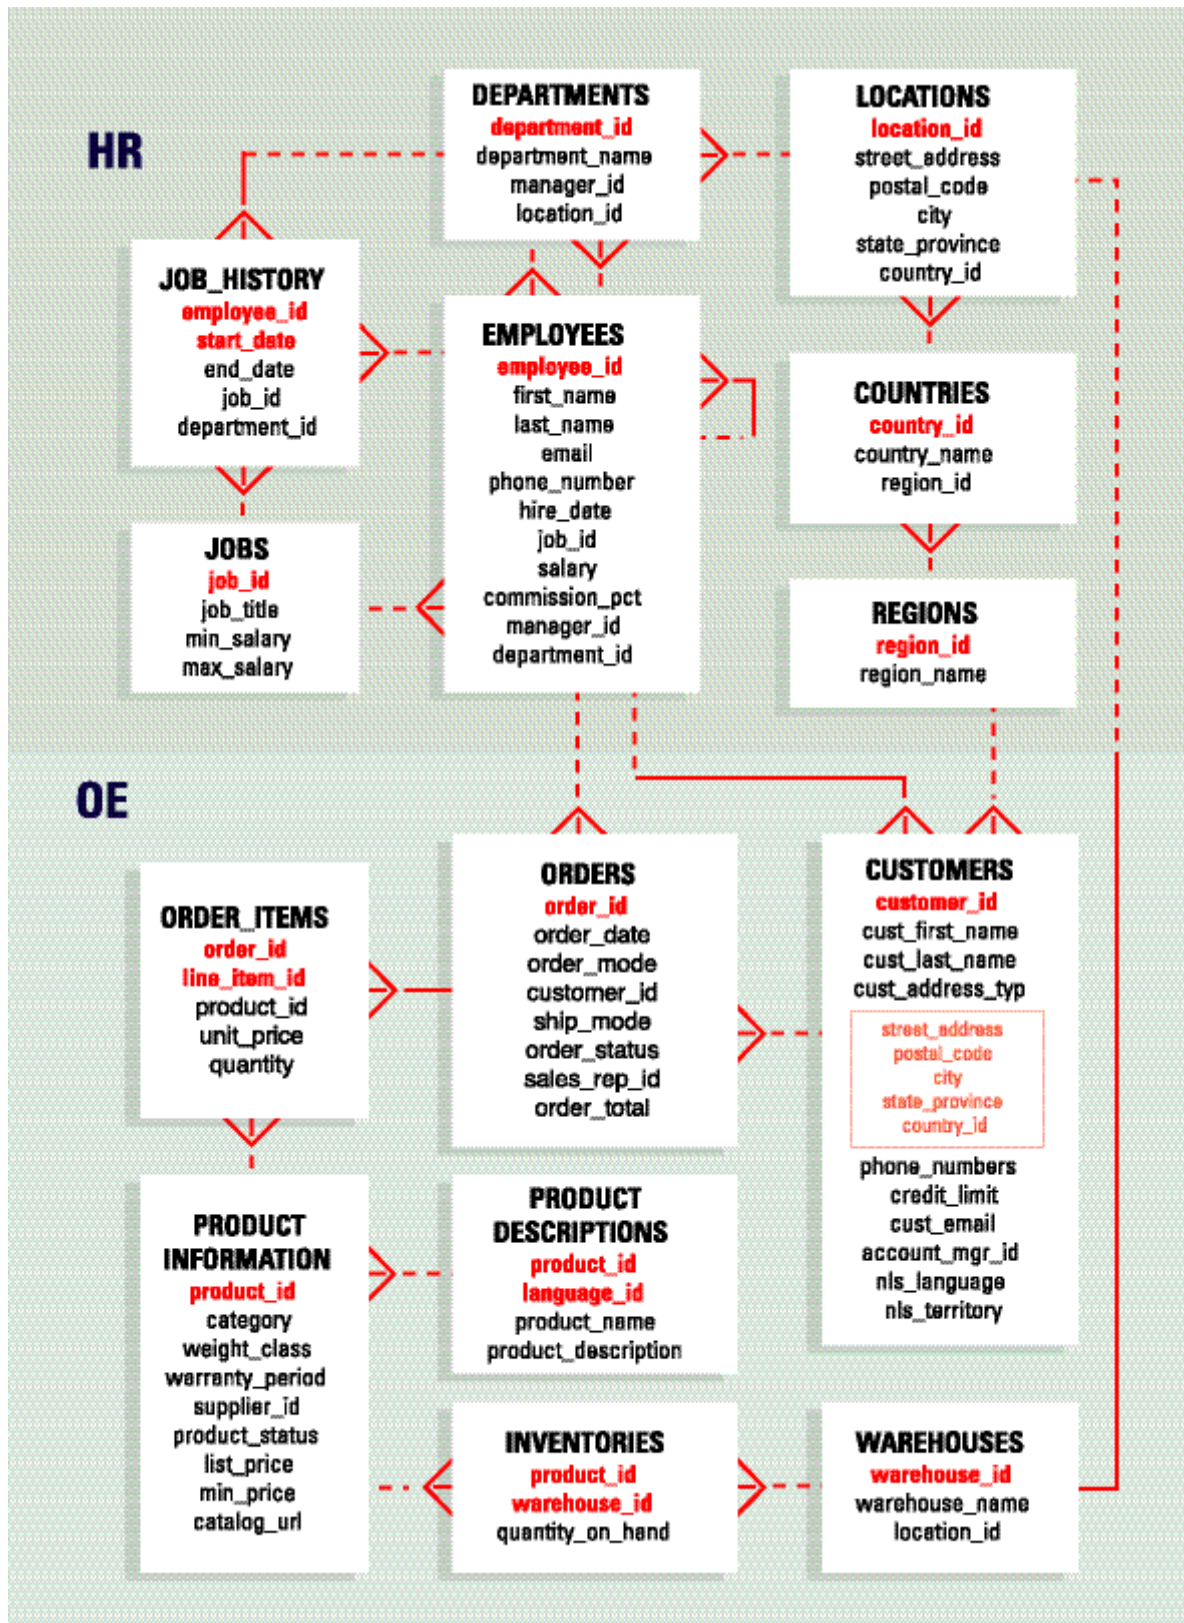 HR
DEPARTMENTS
department_id
department_name
manager_id
location_id
LOCATIONS
location_id
street_address
postal_code
city
state_province
country_id
JOB_HISTORY
employee_id
start_date
end_date
job_id
department_id
EMPLOYEES
employee_id
first_name
last_name
email
phone_number
hire_date
job_id
salary
commission_pct
manager_id
department_id
COUNTRIES
country_id
country_name
region_id
JOBS
job_id
job_title
min_salary
max_salary
REGIONS
region_id
region_name
OE
ORDER_ITEMS
order_id
line_item_id
product_id
unit_price
quantity
ORDERS
order_id
order_date
order_mode
customer_id
ship_mode
order_status
sales_rep_id
order_total
CUSTOMERS
customer_id
cust_first_name
cust_last_name
cust_address_typ
street_address
postal_code
city
state_province
country_id
phone_numbers
credit_limit
cust_email
account_mgr_id
nls_language
nls_territory
PRODUCT
INFORMATION
product_id
category
weight_class
warranty_period
supplier_id
product_status
list_price
min_price
catalog_url
PRODUCT
DESCRIPTIONS
product_id
language_id
product_name
product_description
INVENTORIES
product_id
warehouse_id
quantity_on_hand
WAREHOUSES
warehouse_id
warehouse_name
location_id